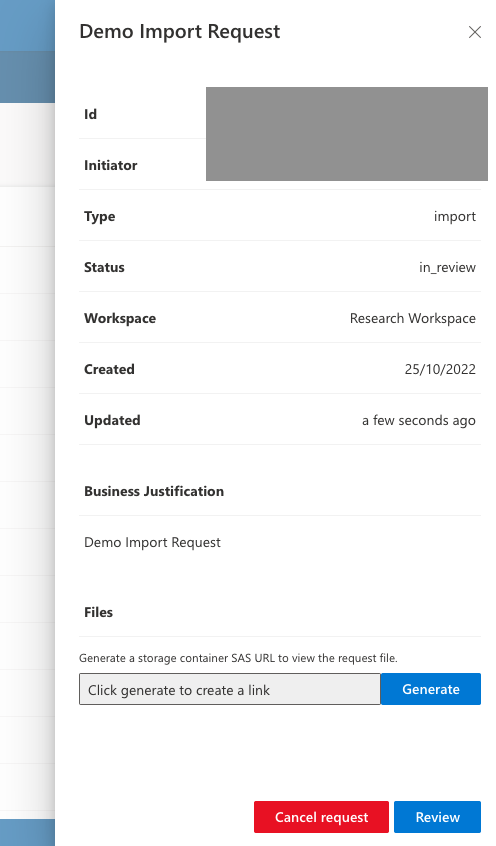 Demo Import Request
Id
Initiator
Type import
Status in_review
Workspace Research Workspace
Created 25/10/2022
Updated a few seconds ago
Business Justification
Demo Import Request
Files
Generate a storage container SAS URL to view the request file.
Click generate to create a link Generate
Cancel request Review